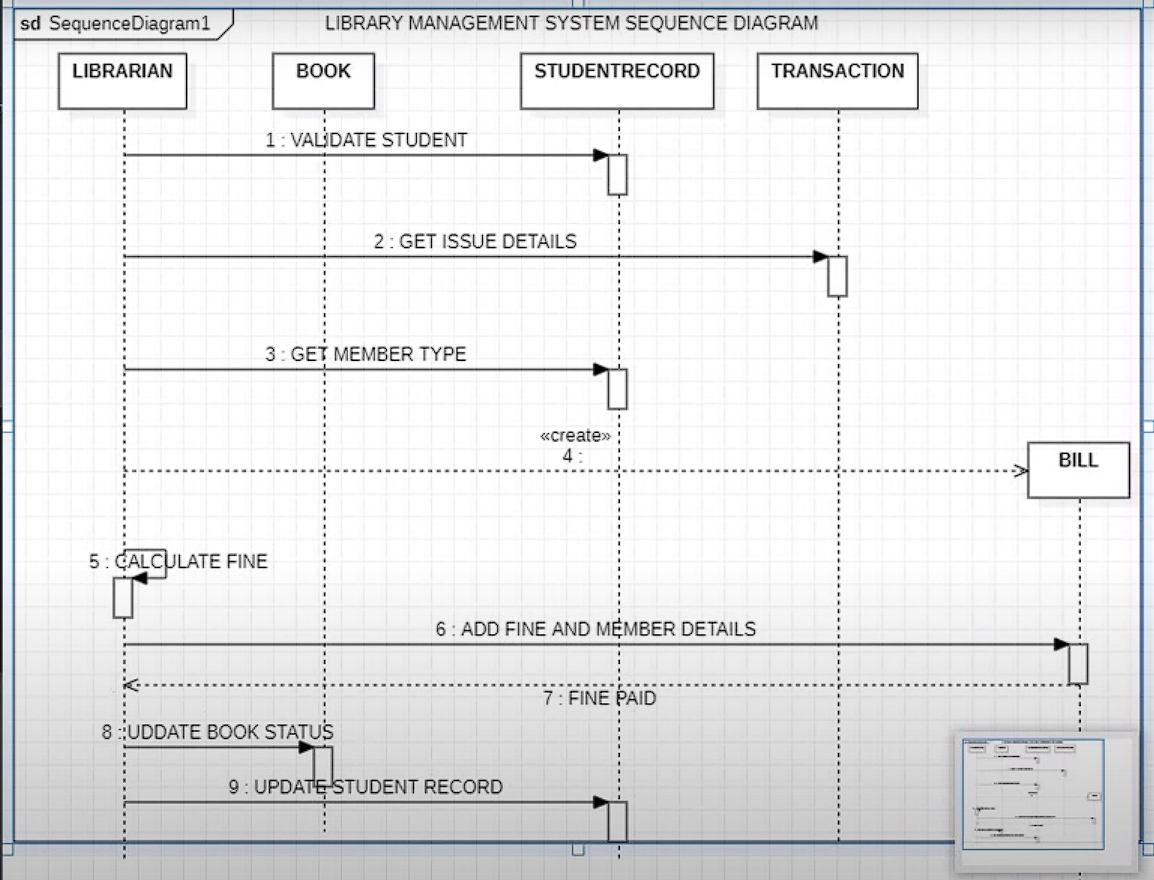 sd SequenceDiagram1
LIBRARY MANAGEMENT SYSTEM SEQUENCE DIAGRAM
LIBRARIAN
BOOK
STUDENTRECORD
TRANSACTION
1 : VALIDATE STUDENT
2 : GET ISSUE DETAILS
3 : GET MEMBER TYPE
«create»
4 :
BILL
5 : CALCULATE FINE
6 : ADD FINE AND MEMBER DETAILS
7 : FINE PAID
8 : UDDATE BOOK STATUS
9 : UPDATE STUDENT RECORD